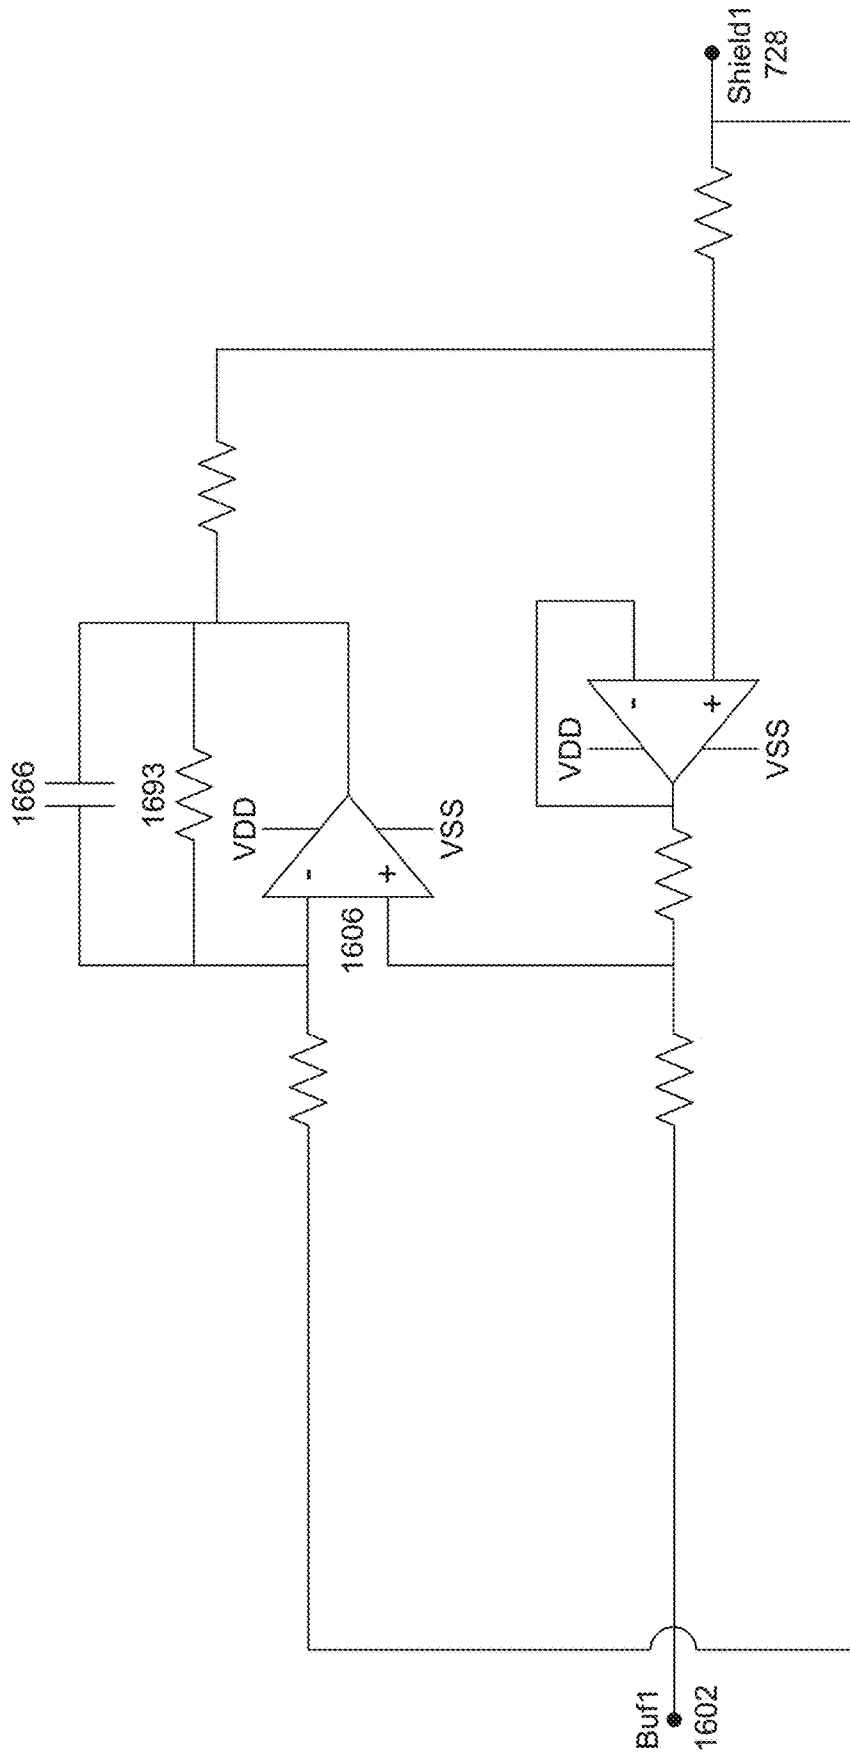 1666
1693
VDD
-
+
VSS
1606
VDD
-
+
VSS
Shield1
728
Buf1
1602